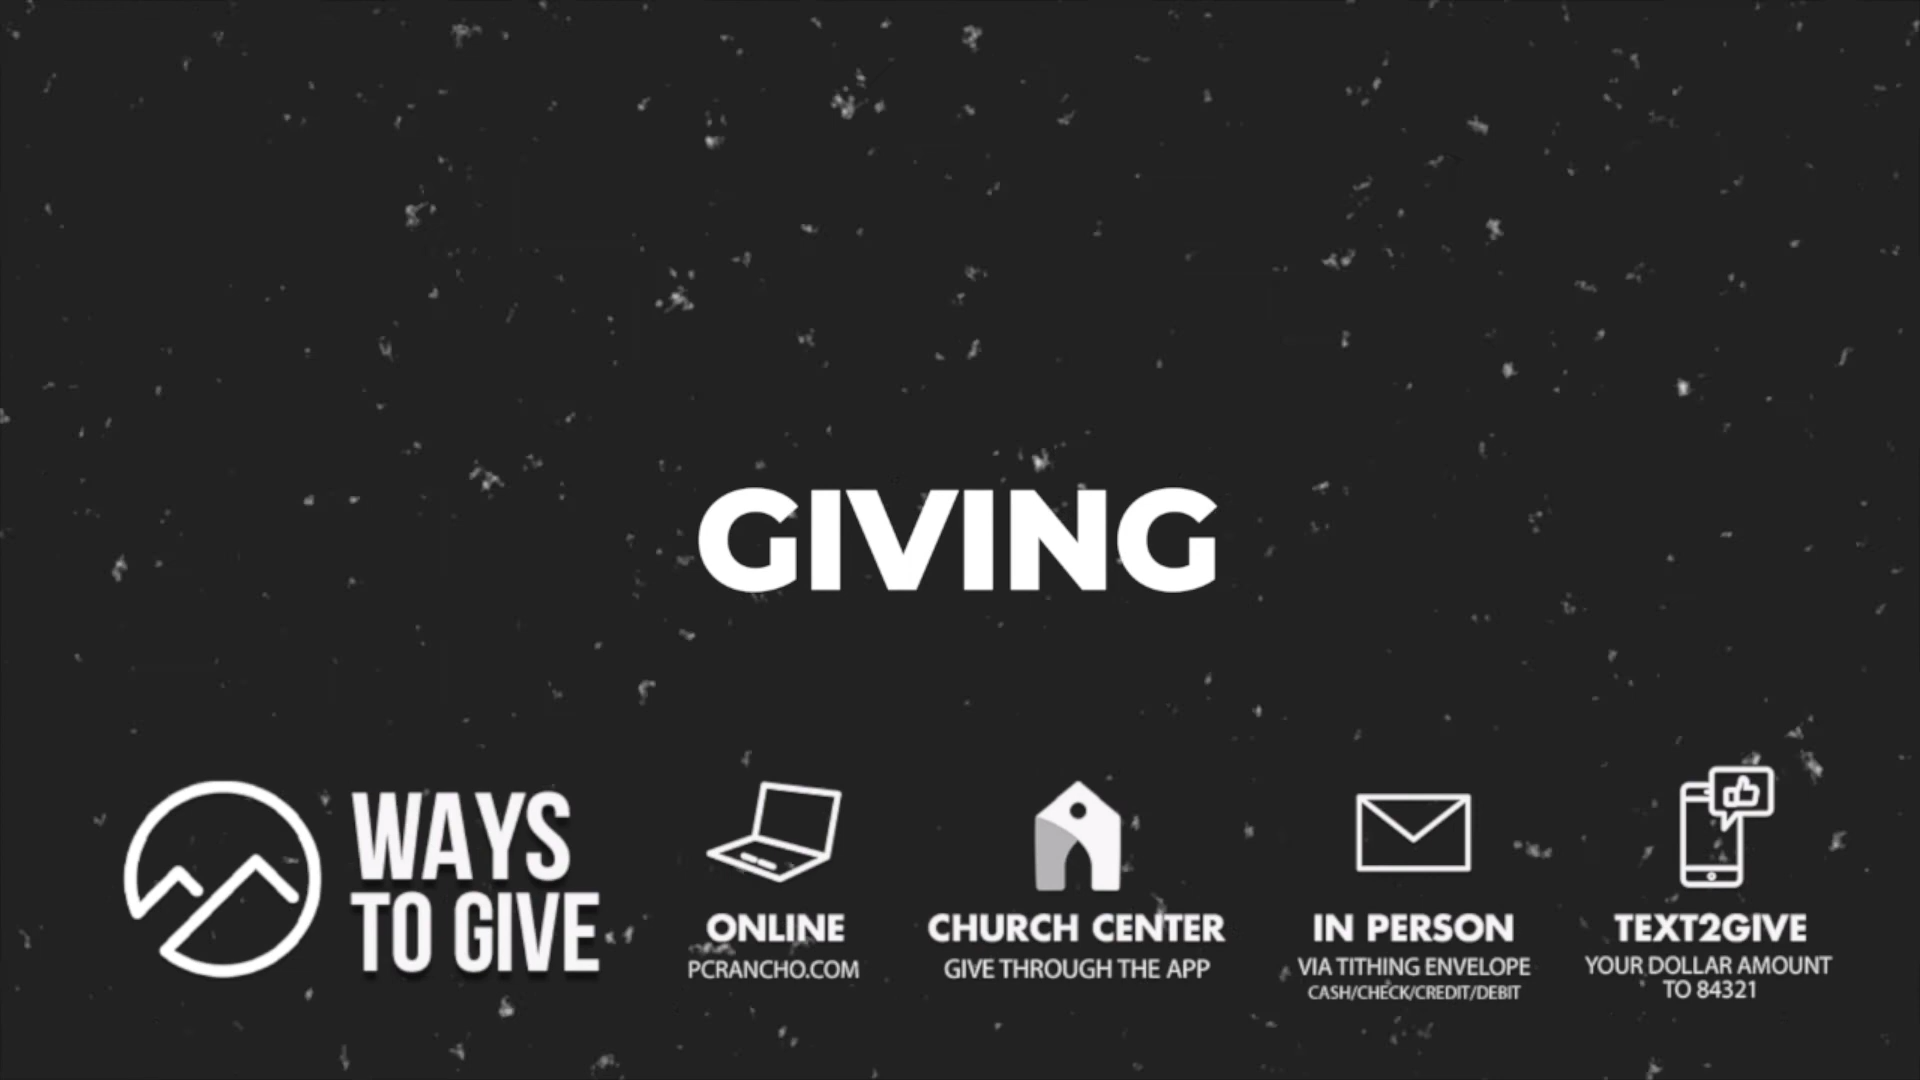 GIVING
WAYS
TO GIVE
ONLINE
PCRANCHO.COM
CHURCH CENTER
GIVE THROUGH THE APP
IN PERSON
VIA TITHING ENVELOPE
CASH/CHECK/CREDIT/DEBIT
TEXT2GIVE
YOUR DOLLAR AMOUNT
TO 84321